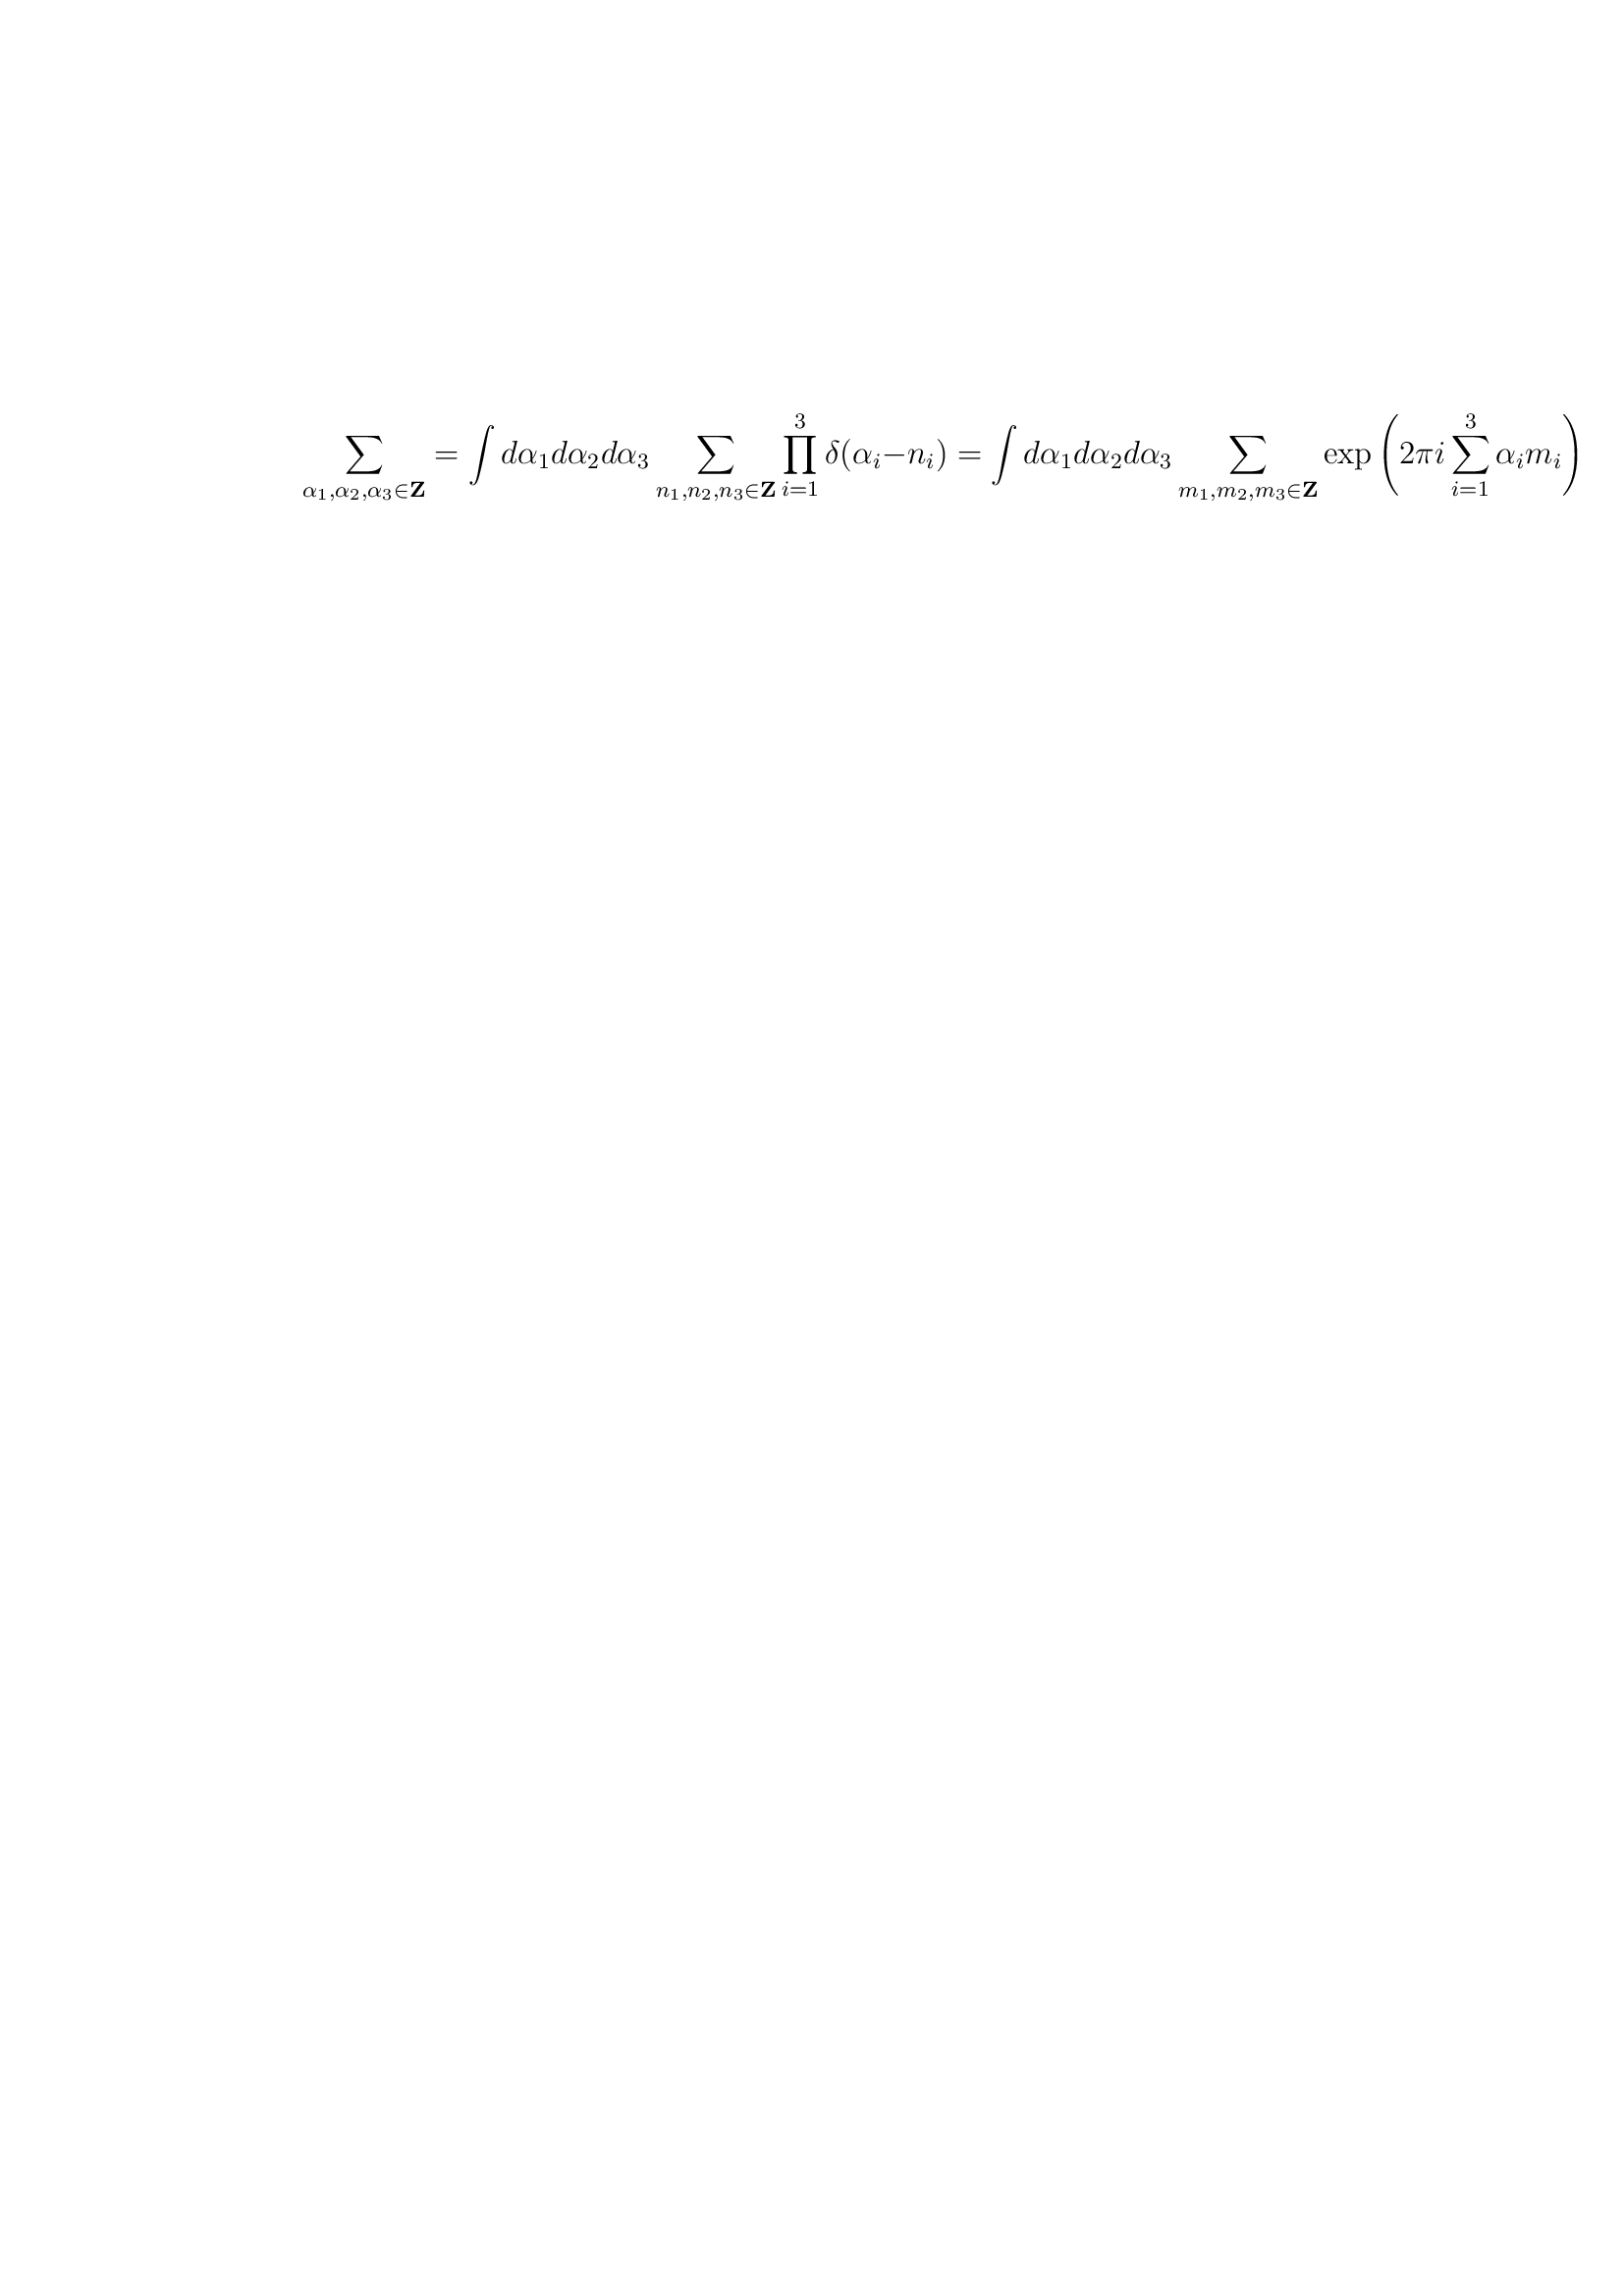 \sum_{\alpha_1,\alpha_2,\alpha_3\in\mathbf{Z}} = \int d\alpha_1 d\alpha_2 d\alpha_3 \sum_{n_1,n_2,n_3\in\mathbf{Z}} \prod_{i=1}^{3} \delta(\alpha_i - n_i) = \int d\alpha_1 d\alpha_2 d\alpha_3 \sum_{m_1,m_2,m_3\in\mathbf{Z}} \exp\left(2\pi i \sum_{i=1}^{3} \alpha_i m_i\right)